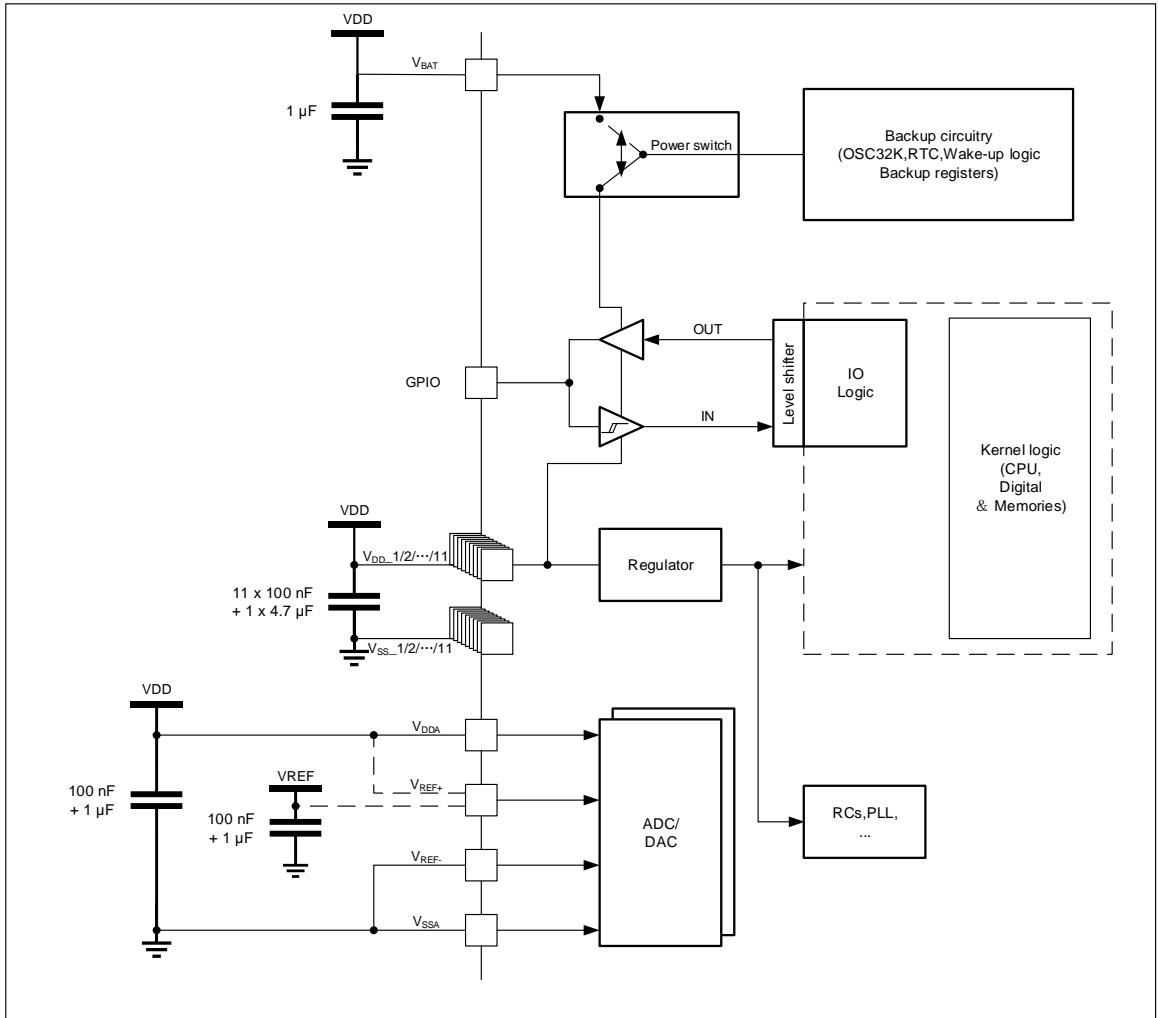 VDD
VBAT
1 µF
Power switch
Backup circuitry
(OSC32K,RTC,Wake-up logic
Backup registers)
OUT
GPIO
IN
Level shifter
IO
Logic
Kernel logic
(CPU,
Digital
& Memories)
VDD
VDD_1/2/···/11
11 x 100 nF
+ 1 x 4.7 µF
VSS_1/2/···/11
Regulator
VDD
VDDA
100 nF
+ 1 µF
VREF
VREF+
100 nF
+ 1 µF
VREF-
VSSA
ADC/
DAC
RCs,PLL,
...